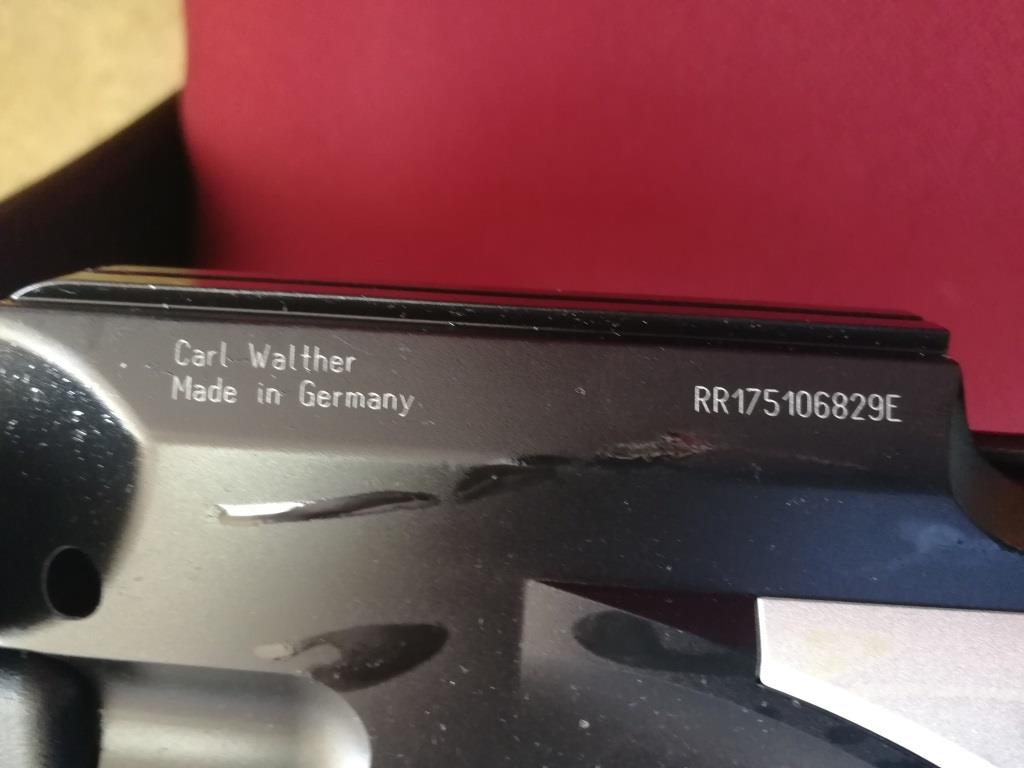 Carl Walther
Made in Germany
RR175106829E